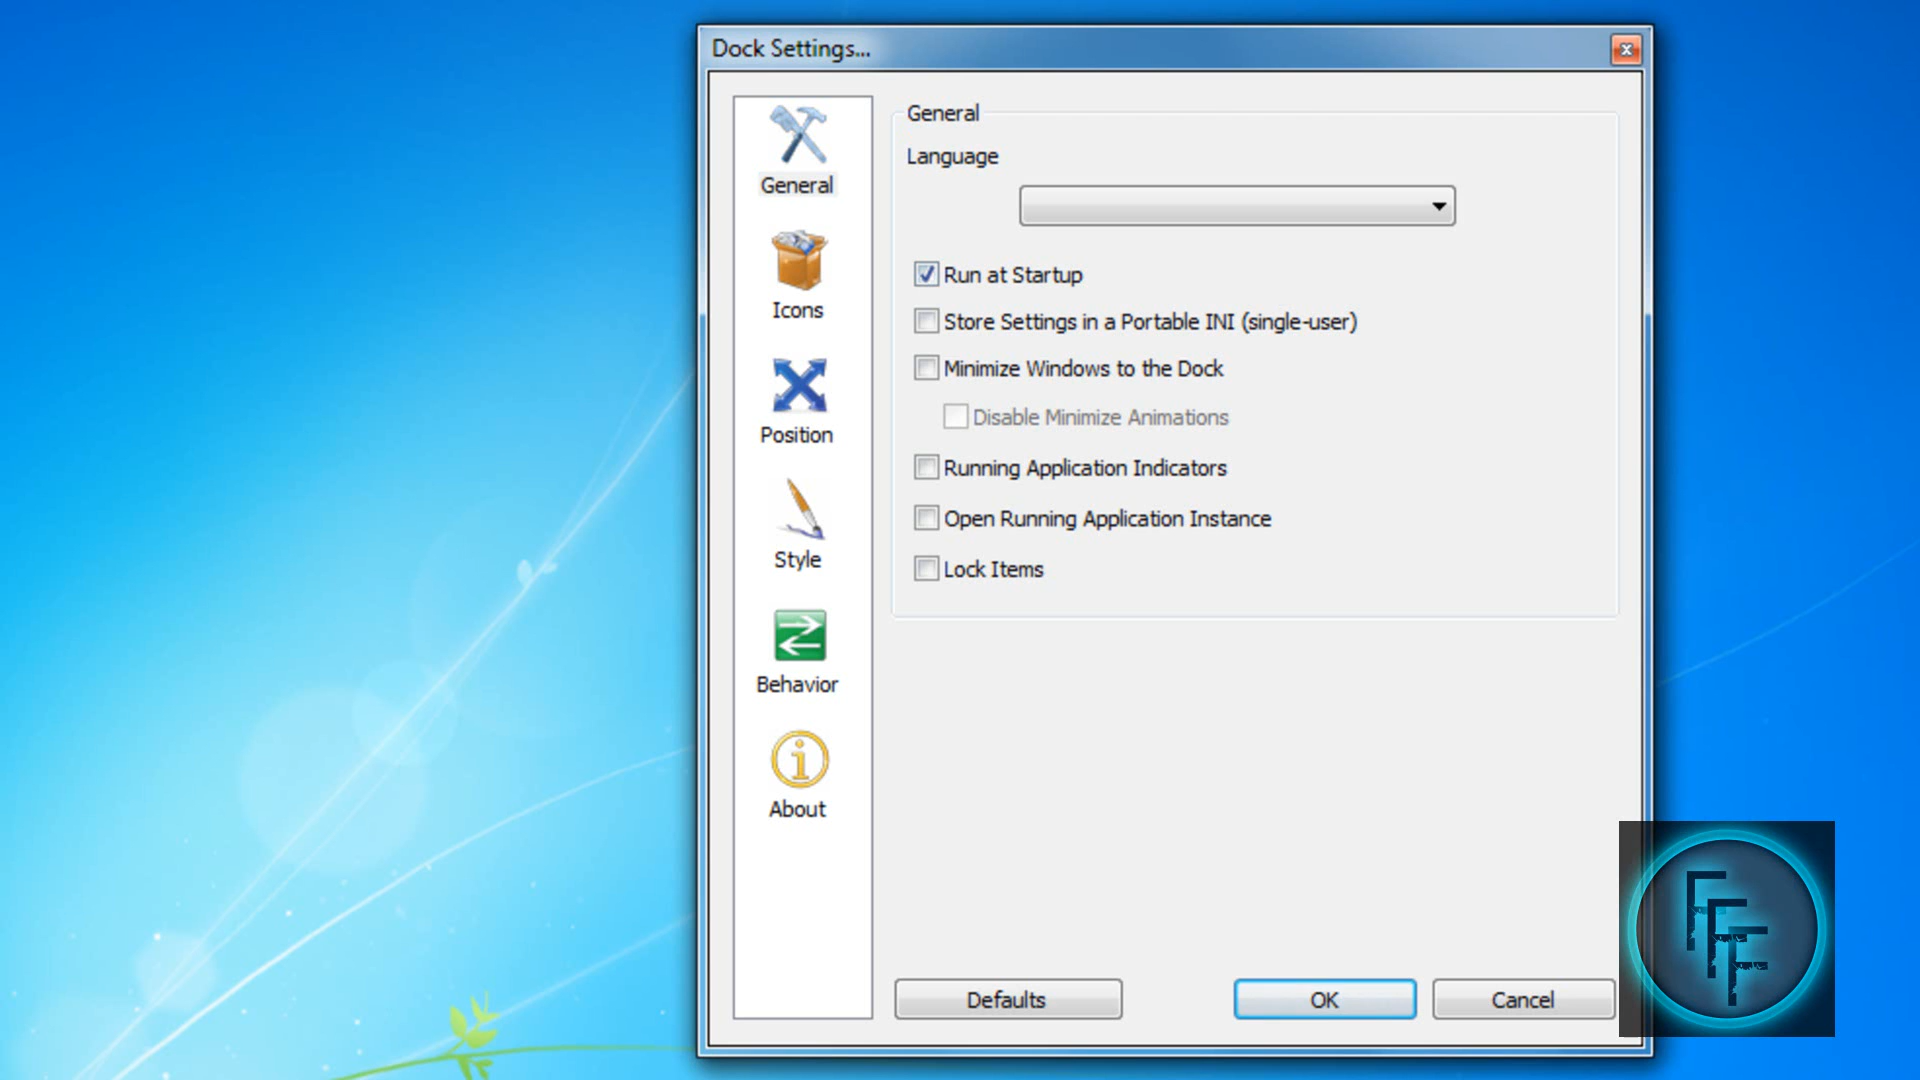 Dock Settings...
General
Icons
Position
Style
Behavior
About
General
Language
Run at Startup
Store Settings in a Portable INI (single-user)
Minimize Windows to the Dock
Disable Minimize Animations
Running Application Indicators
Open Running Application Instance
Lock Items
Defaults
OK
Cancel
FFF